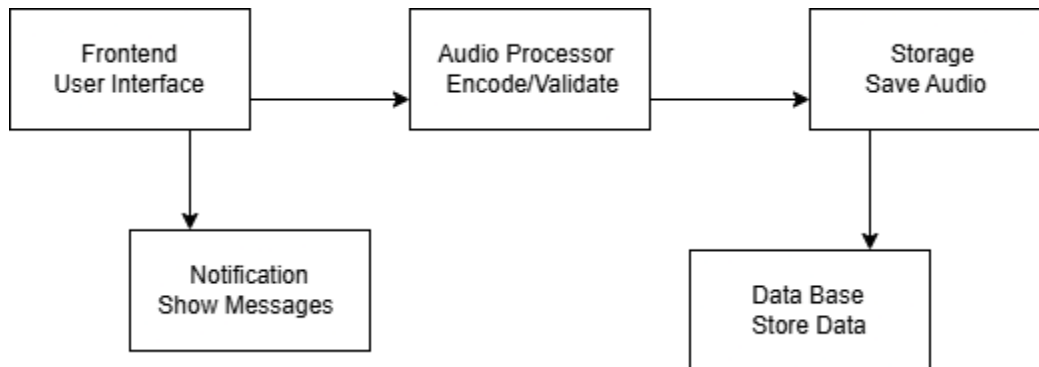 Frontend
User Interface
Audio Processor
Encode/Validate
Storage
Save Audio
Notification
Show Messages
Data Base
Store Data